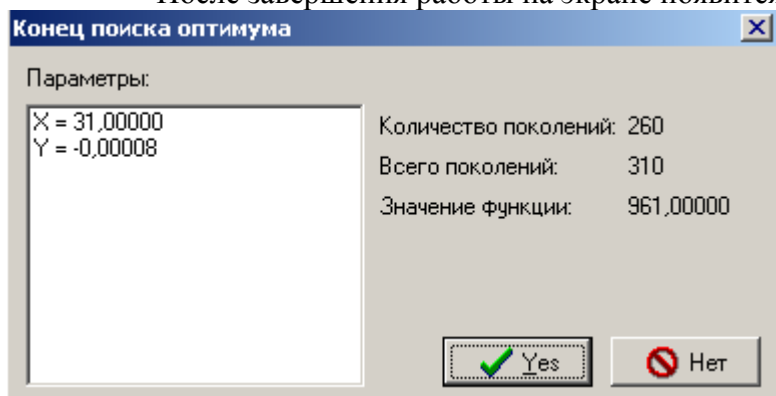 После завершения работы на экране появится
Конец поиска оптимума
Параметры:
X = 31,00000
Y = -0,00008
Количество поколений: 260
Всего поколений: 310
Значение функции: 961,00000
Yes
Нет